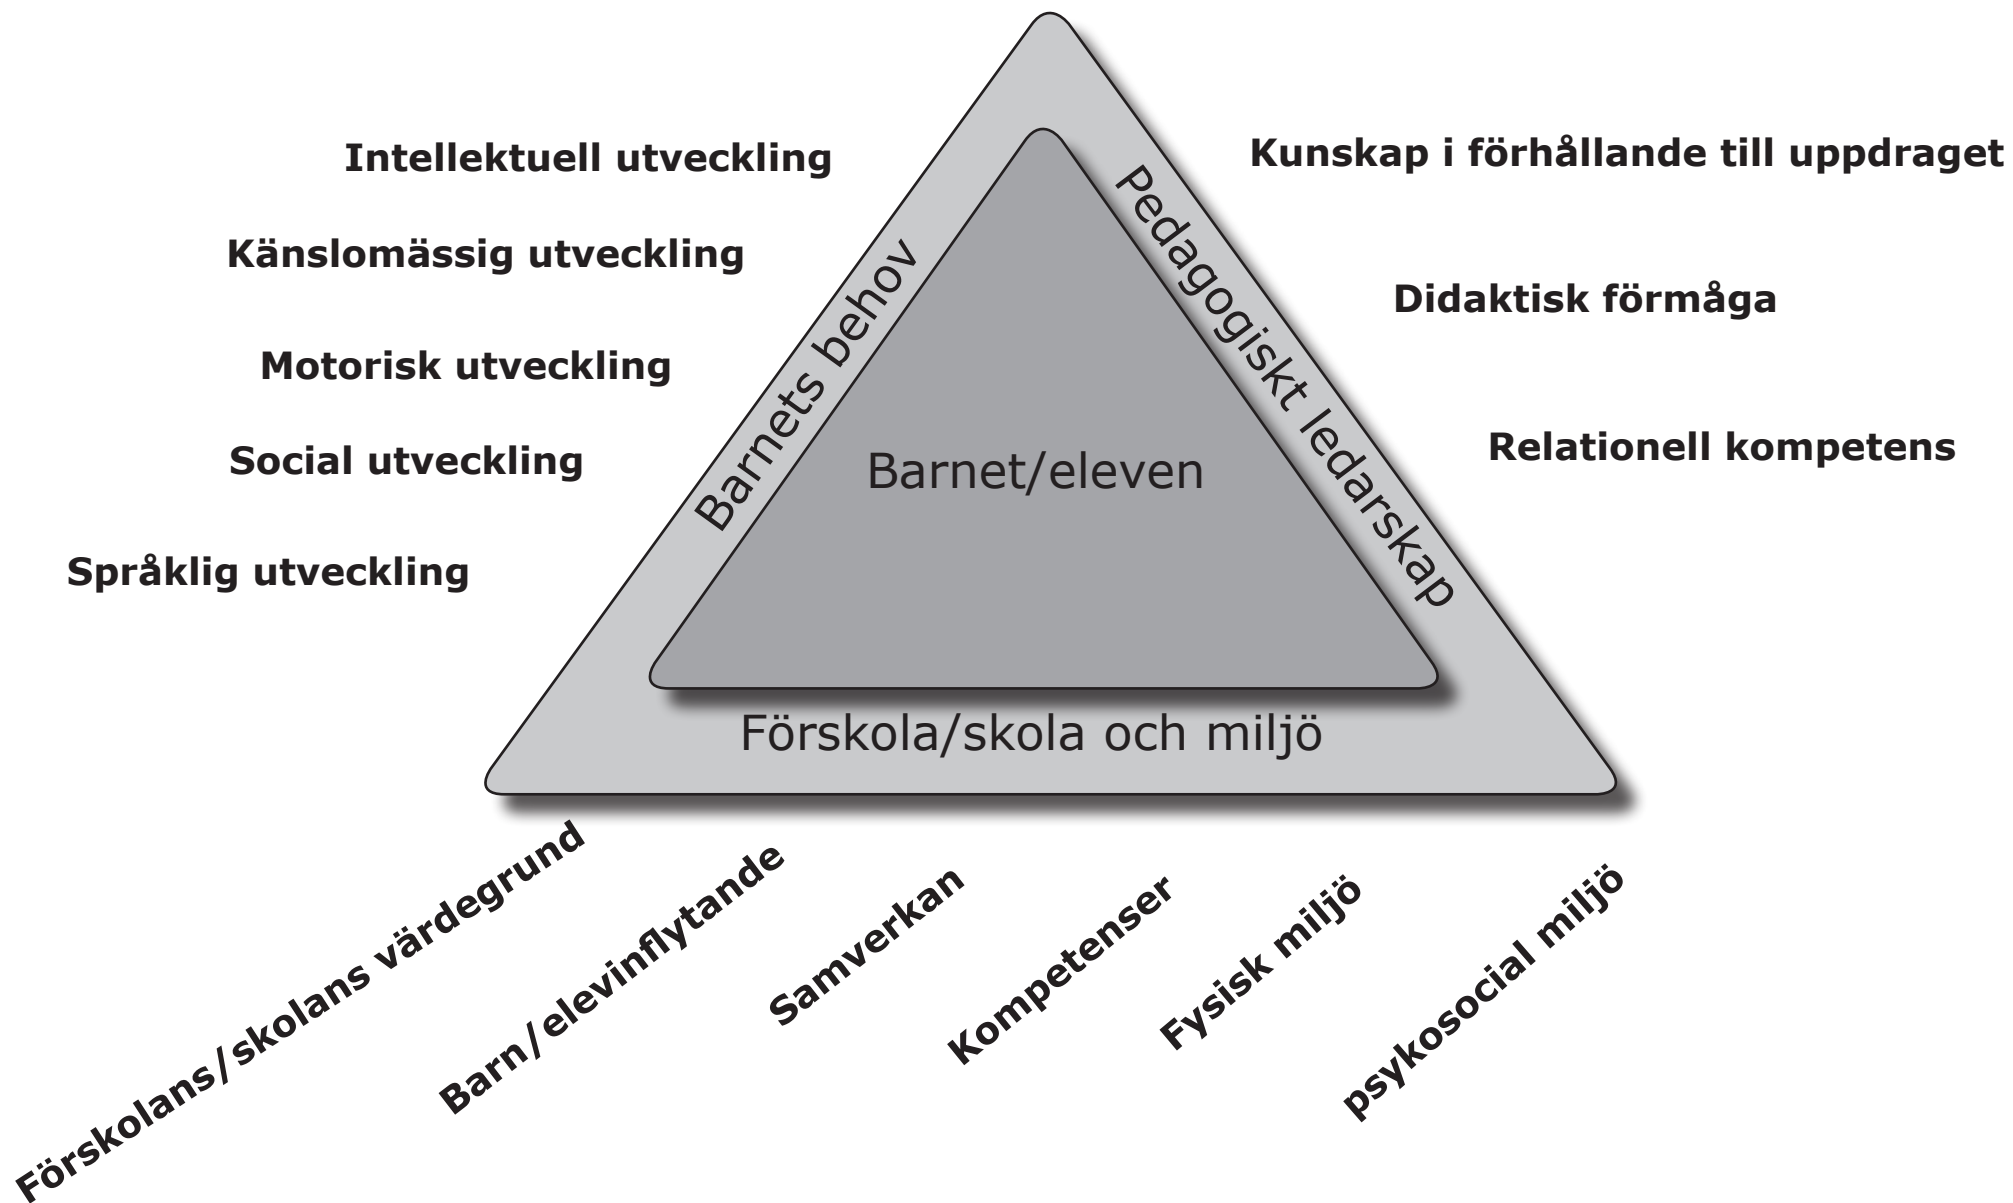 Intellektuell utveckling
Känslomässig utveckling
Motorisk utveckling
Social utveckling
Språklig utveckling
Barnets behov
Barnet/eleven
Pedagogiskt ledarskap
Kunskap i förhållande till uppdraget
Didaktisk förmåga
Relationell kompetens
Förskola/skola och miljö
Förskolans/skolans värdegrund
Barn/elevinflytande
Samverkan
Kompetenser
Fysisk miljö
psykosocial miljö